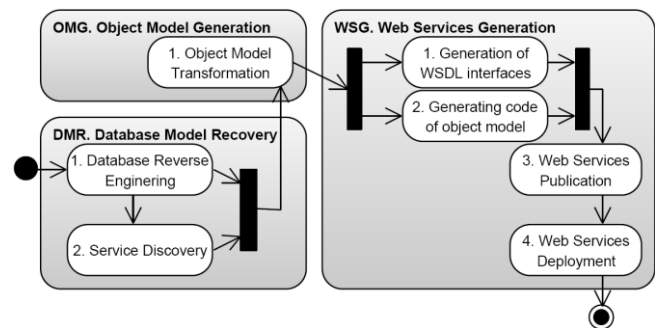 OMG. Object Model Generation
1. Object Model
Transformation
DMR. Database Model Recovery
1. Database Reverse
Enginering
2. Service Discovery
WSG. Web Services Generation
1. Generation of
WSDL interfaces
2. Generating code
of object model
3. Web Services
Publication
4. Web Services
Deployment